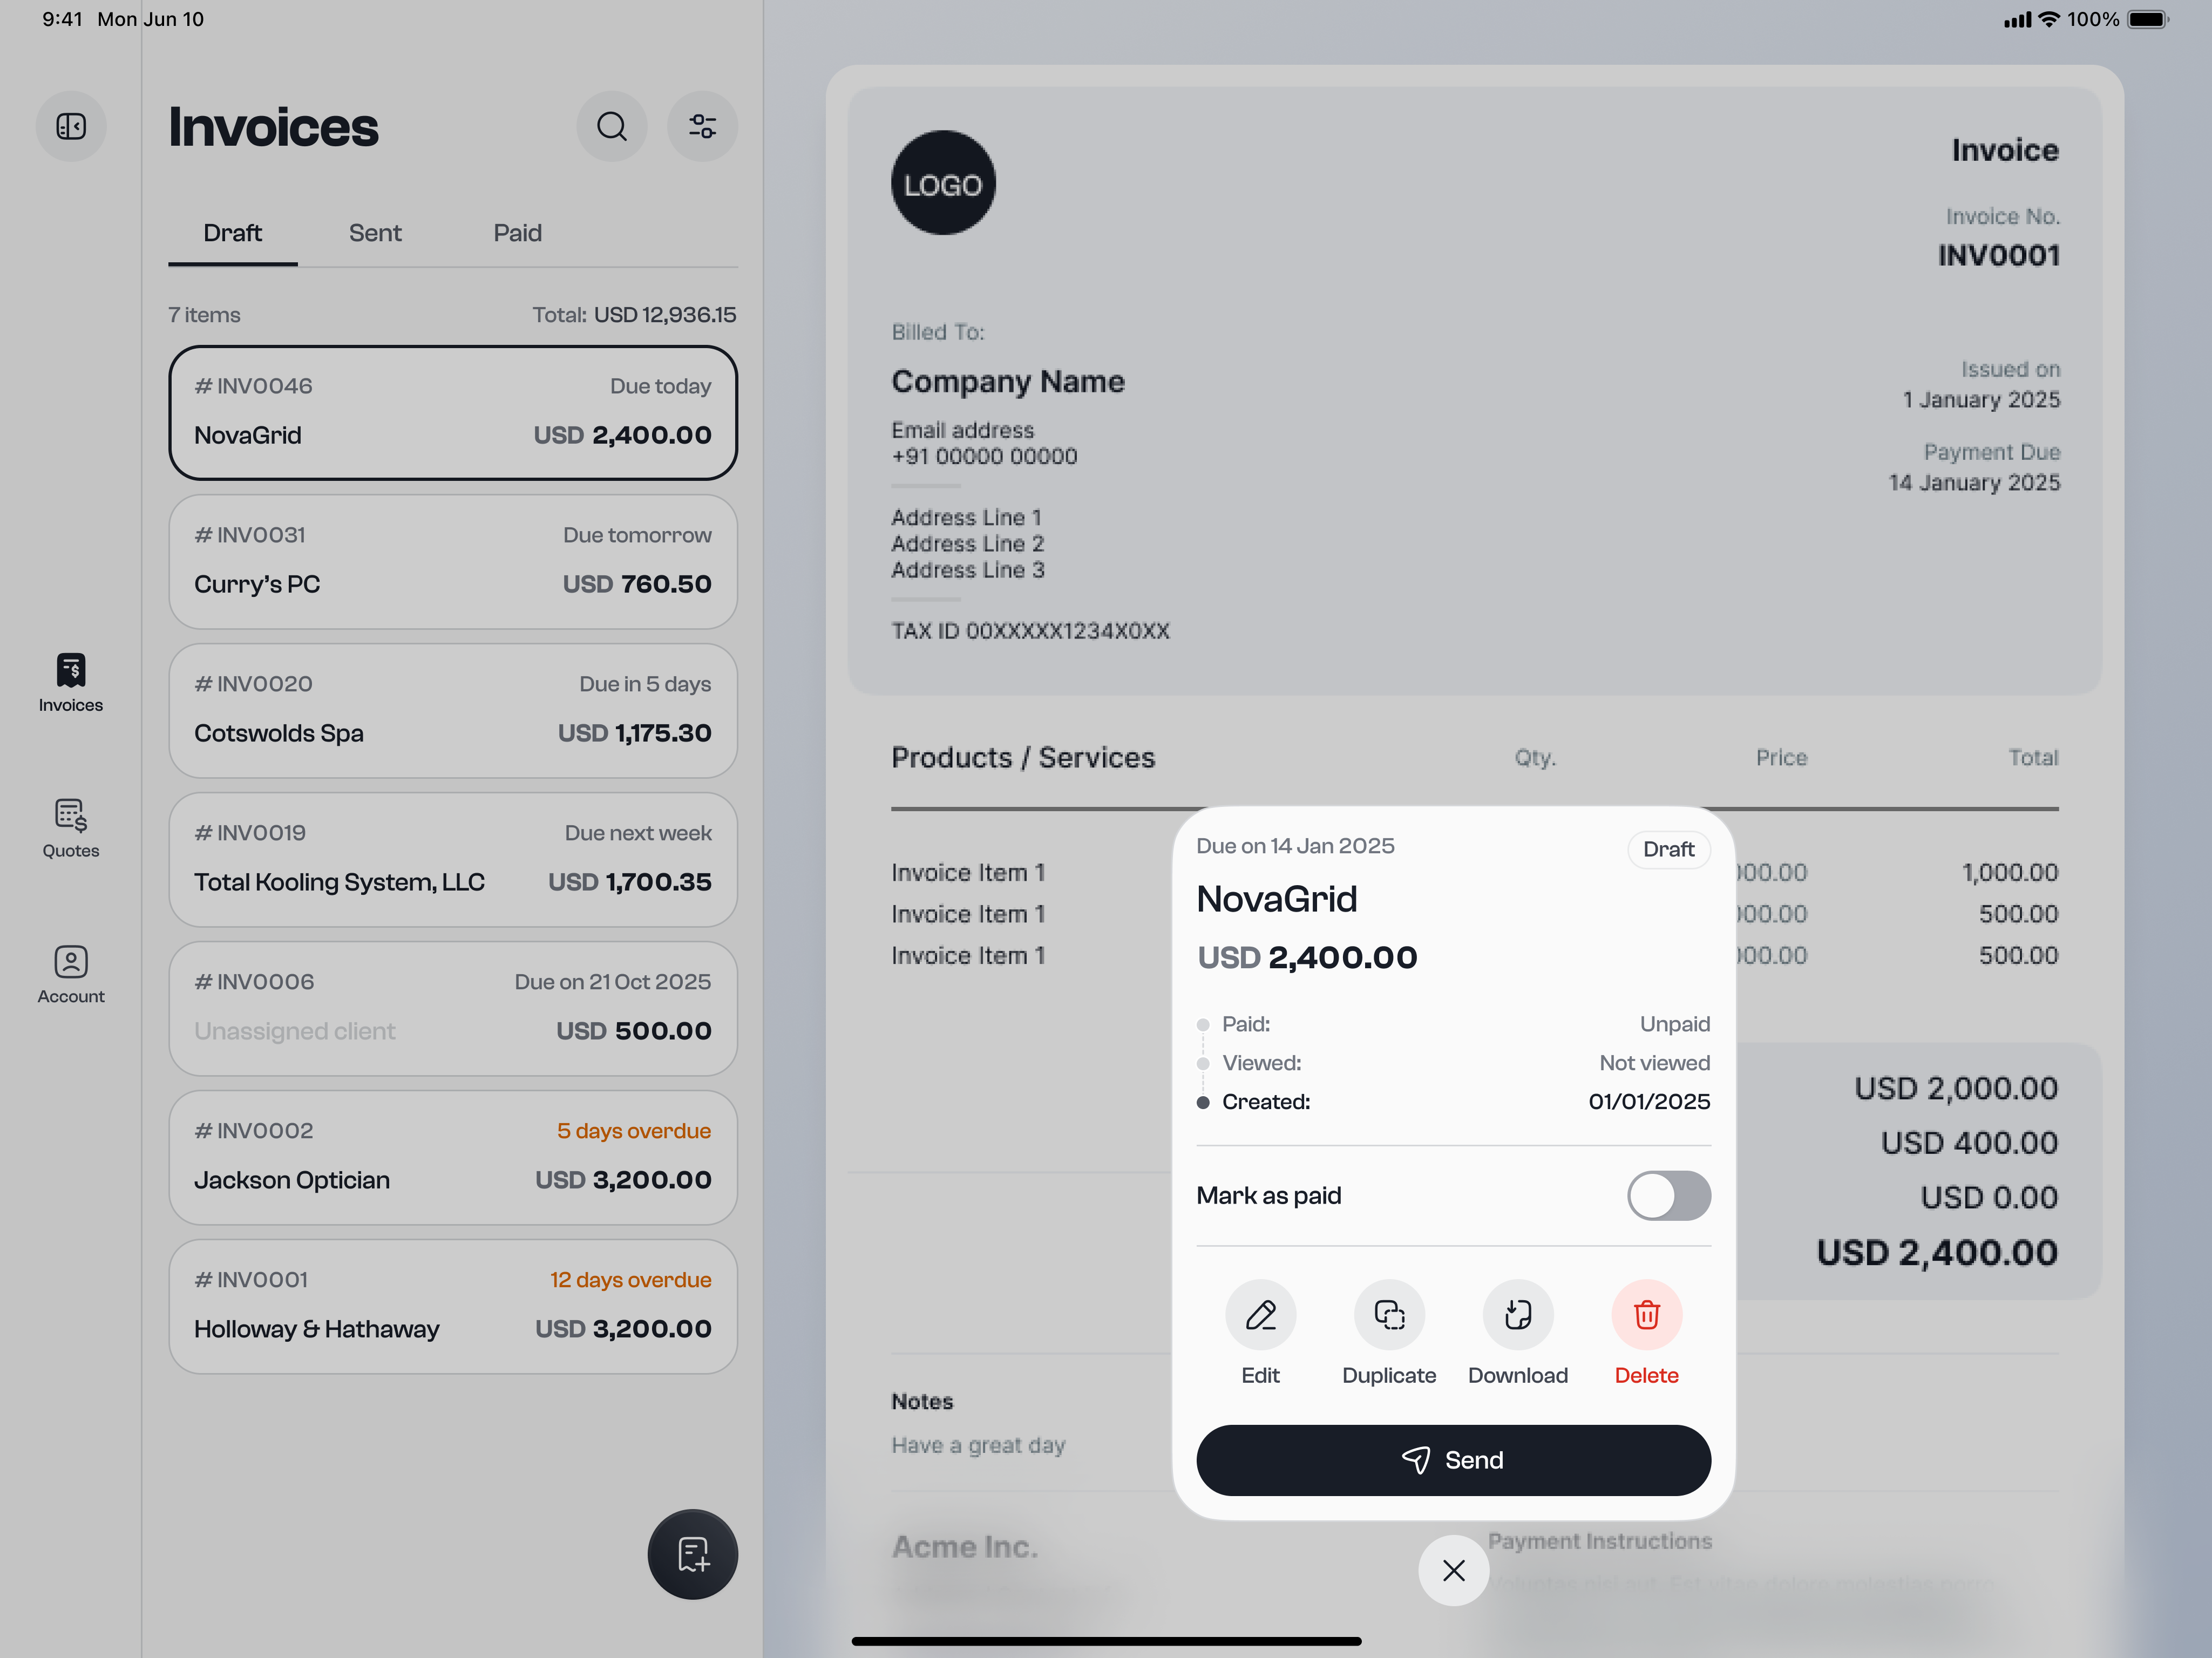 9:41 Mon Jun 10
100%
Invoices
Draft Sent Paid
7 items Total: USD 12,936.15
# INV0046 Due today
NovaGrid USD 2,400.00
# INV0031 Due tomorrow
Curry’s PC USD 760.50
# INV0020 Due in 5 days
Cotswolds Spa USD 1,175.30
# INV0019 Due next week
Total Kooling System, LLC USD 1,700.35
# INV0006 Due on 21 Oct 2025
Unassigned client USD 500.00
# INV0002 5 days overdue
Jackson Optician USD 3,200.00
# INV0001 12 days overdue
Holloway & Hathaway USD 3,200.00
Invoices
Quotes
Account
LOGO
Invoice
Invoice No.
INV0001
Billed To:
Company Name
Email address
+91 00000 00000
Address Line 1
Address Line 2
Address Line 3
TAX ID 00XXXXX1234X0XX
Issued on
1 January 2025
Payment Due
14 January 2025
Products / Services Qty. Price Total
Invoice Item 1 00.00 1,000.00
Invoice Item 1 00.00 500.00
Invoice Item 1 00.00 500.00
USD 2,000.00
USD 400.00
USD 0.00
USD 2,400.00
Notes
Have a great day
Acme Inc.
Payment Instructions
Due on 14 Jan 2025 Draft
NovaGrid
USD 2,400.00
Paid: Unpaid
Viewed: Not viewed
Created: 01/01/2025
Mark as paid
Edit Duplicate Download Delete
Send